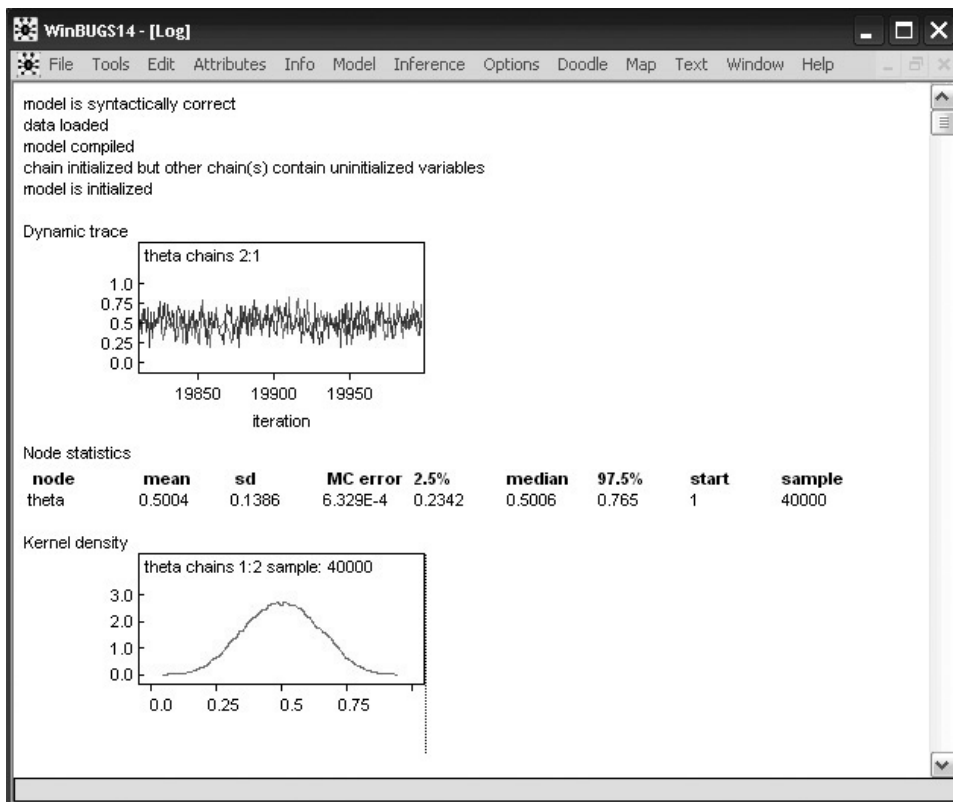 WinBUGS14 - [Log]
File Tools Edit Attributes Info Model Inference Options Doodle Map Text Window Help
model is syntactically correct
data loaded
model compiled
chain initialized but other chain(s) contain uninitialized variables
model is initialized
Dynamic trace
theta chains 2:1
1.0
0.75
0.5
0.25
0.0
19850 19900 19950
iteration
Node statistics
node mean sd MC error 2.5% median 97.5% start sample
theta 0.5004 0.1386 6.329E-4 0.2342 0.5006 0.765 1 40000
Kernel density
theta chains 1:2 sample: 40000
3.0
2.0
1.0
0.0
0.0 0.25 0.5 0.75